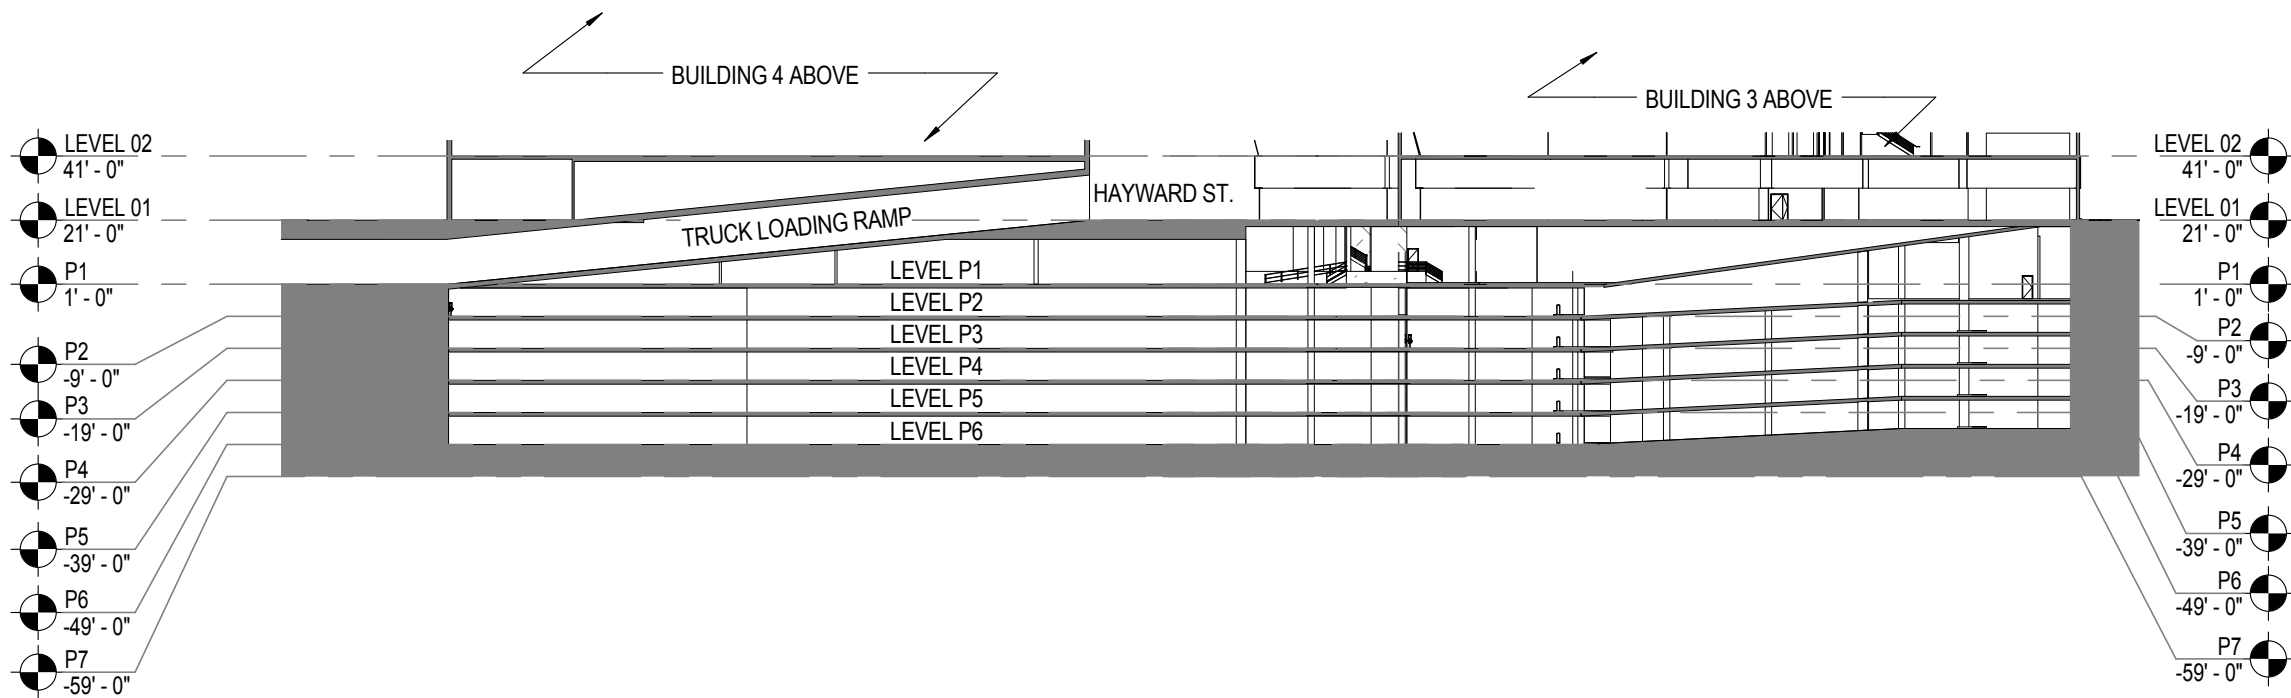 BUILDING 4 ABOVE
BUILDING 3 ABOVE
LEVEL 02
41' - 0"
LEVEL 01
21' - 0"
P1
1' - 0"
P2
-9' - 0"
P3
-19' - 0"
P4
-29' - 0"
P5
-39' - 0"
P6
-49' - 0"
P7
-59' - 0"
HAYWARD ST.
TRUCK LOADING RAMP
LEVEL P1
LEVEL P2
LEVEL P3
LEVEL P4
LEVEL P5
LEVEL P6
LEVEL 02
41' - 0"
LEVEL 01
21' - 0"
P1
1' - 0"
P2
-9' - 0"
P3
-19' - 0"
P4
-29' - 0"
P5
-39' - 0"
P6
-49' - 0"
P7
-59' - 0"